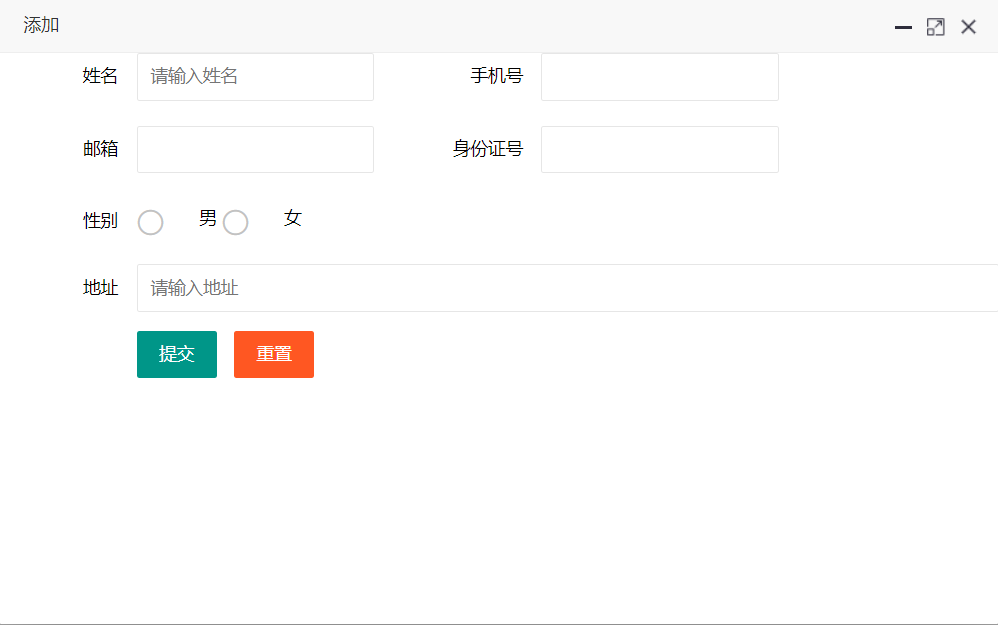 添加
姓名 请输入姓名 手机号
邮箱 身份证号
性别 男 女
地址 请输入地址
提交 重置